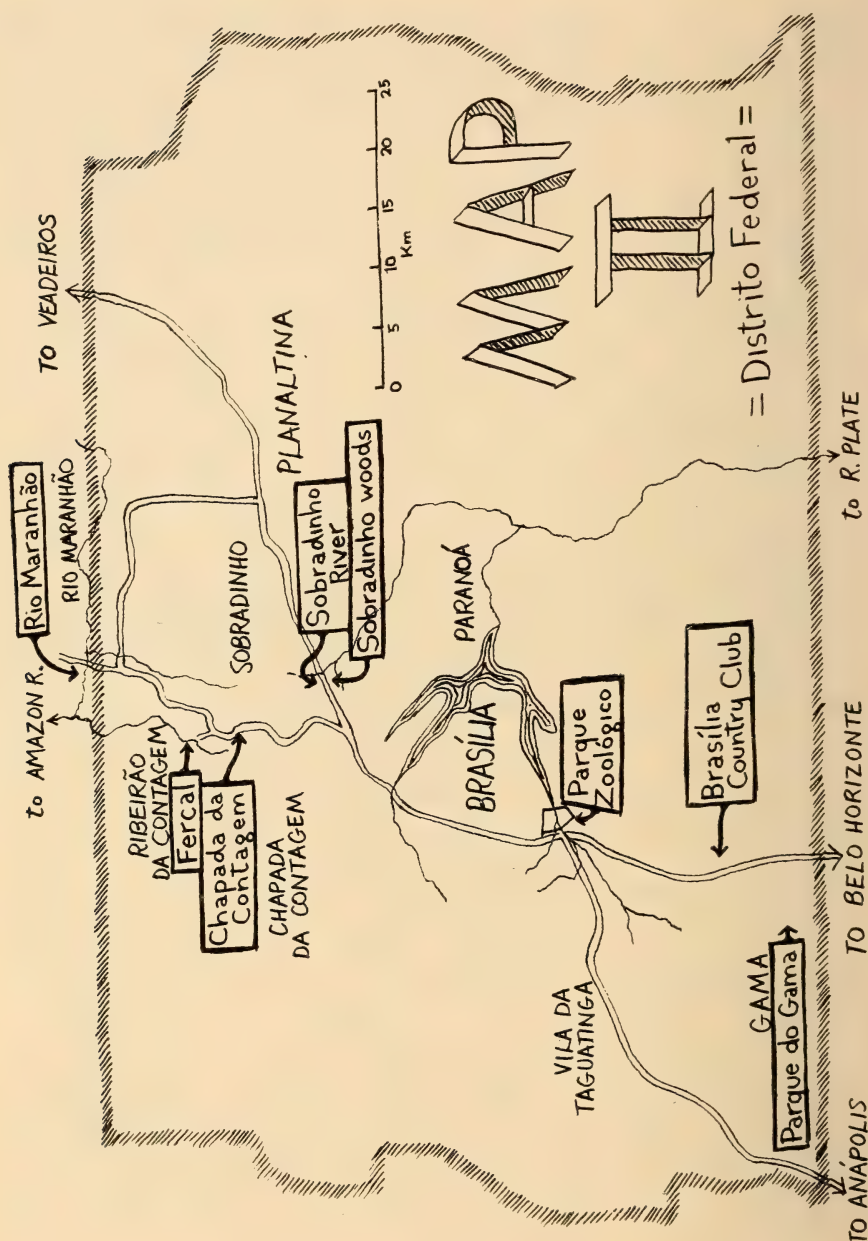 to AMAZON R.
Rio Maranhão
RIO MARANHÃO
TO VEADEIROS
RIBEIRÃO
DA CONTAGEM
Fercal
Chapada da
Contagem
CHAPADA
DA CONTAGEM
SOBRADINHO
PLANALTINA
Sobradinho
River
Sobradinho woods
0 5 10 15 20 25
Km
BRASÍLIA
PARANOÁ
Parque
Zoológico
MAP
II
= Distrito Federal =
VILA DA
TAGUATINGA
Brasília
Country Club
GAMA
Parque do Gama
TO ANÁPOLIS
TO BELO HORIZONTE
to R. PLATE